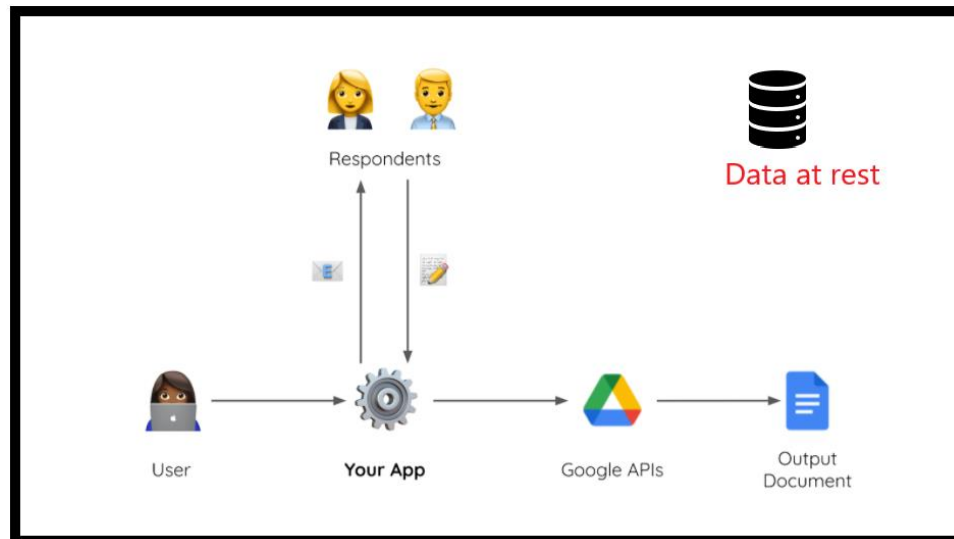 Respondents
Data at rest
User
Your App
Google APIs
Output
Document